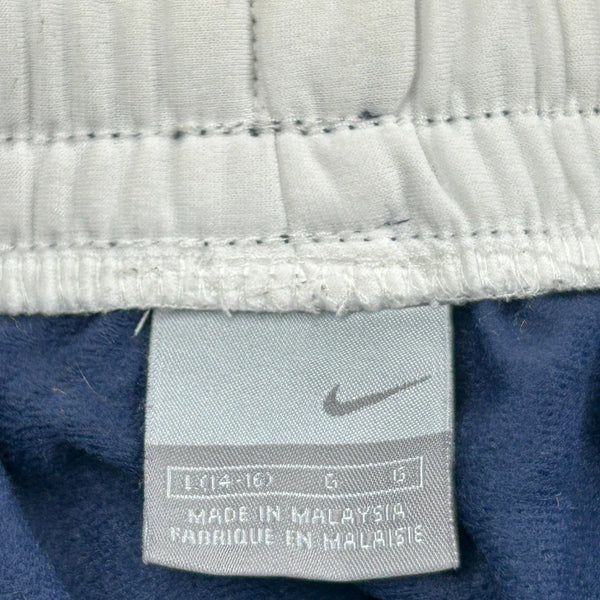 L (14-16) G G
MADE IN MALAYSIA
FABRIQUE EN MALAISIE